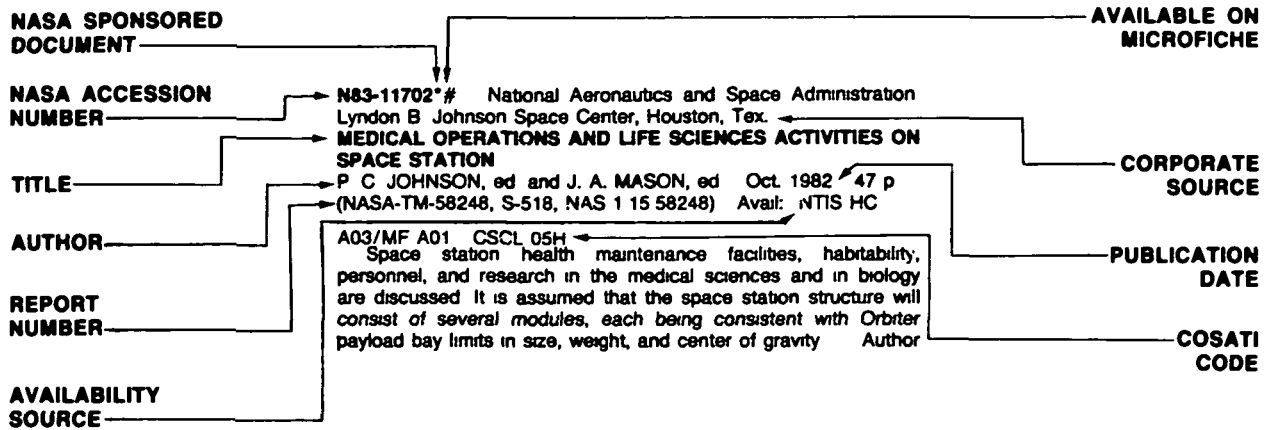 NASA SPONSORED
DOCUMENT
AVAILABLE ON
MICROFICHE
NASA ACCESSION
NUMBER
N83-11702*# National Aeronautics and Space Administration
Lyndon B Johnson Space Center, Houston, Tex.
MEDICAL OPERATIONS AND LIFE SCIENCES ACTIVITIES ON
SPACE STATION
TITLE
CORPORATE
SOURCE
P C JOHNSON, ed and J. A. MASON, ed Oct. 1982 47 p
(NASA-TM-58248, S-518, NAS 1 15 58248) Avail: NTIS HC
AUTHOR
A03/MF A01 CSCL 05H
Space station health maintenance facilities, habitability,
personnel, and research in the medical sciences and in biology
are discussed It is assumed that the space station structure will
consist of several modules, each being consistent with Orbiter
payload bay limits in size, weight, and center of gravity Author
PUBLICATION
DATE
REPORT
NUMBER
COSATI
CODE
AVAILABILITY
SOURCE